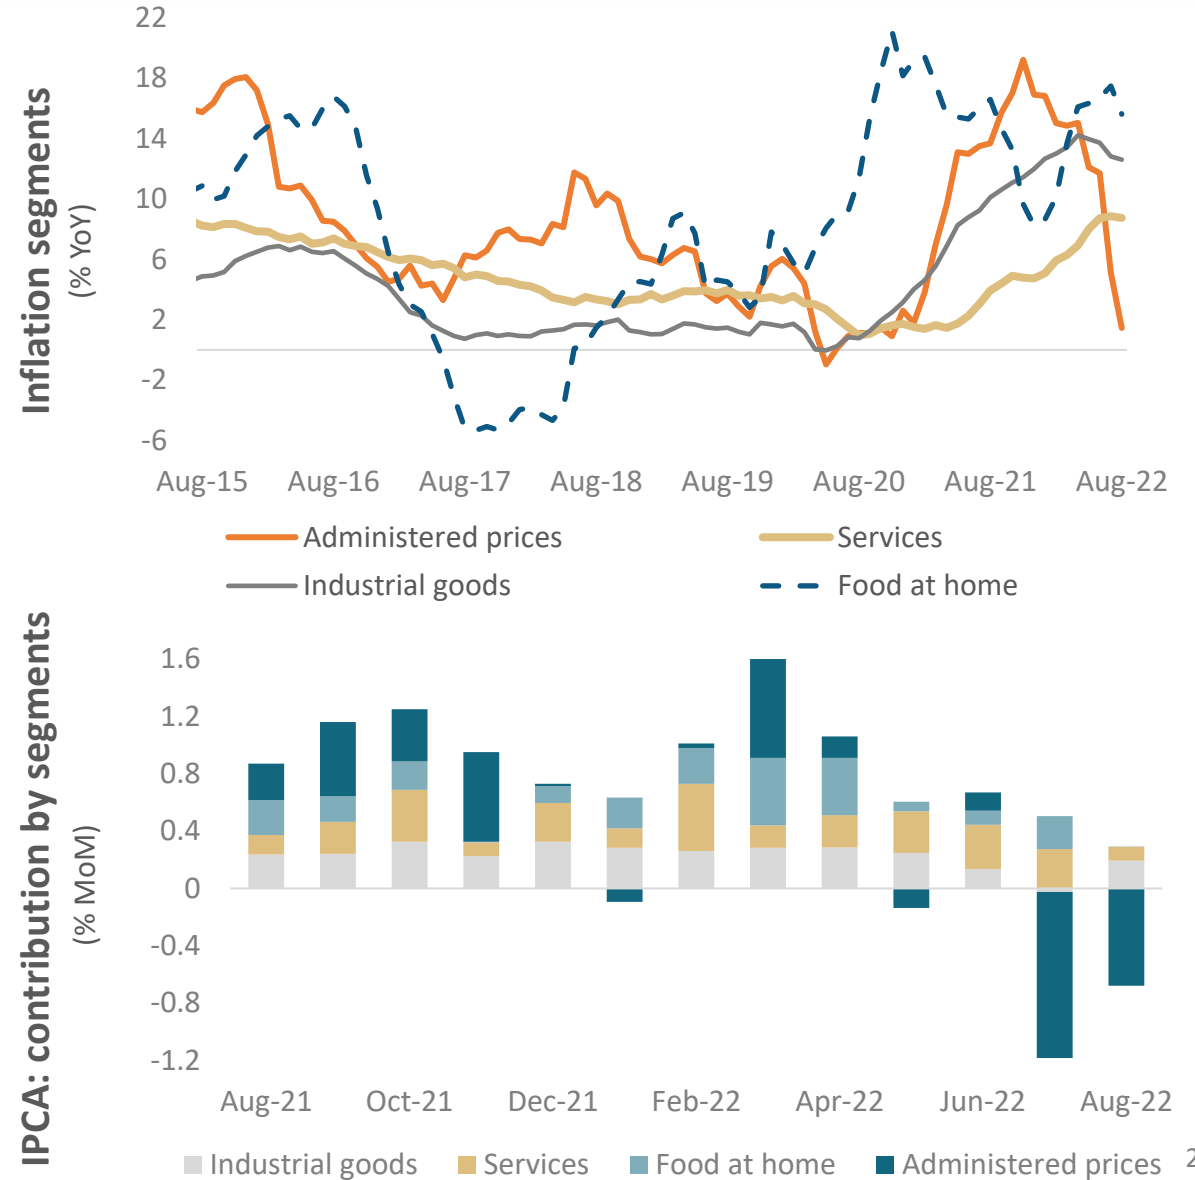 Inflation segments
(% YoY)
22
18
14
10
6
2
-2
-6
Aug-15 Aug-16 Aug-17 Aug-18 Aug-19 Aug-20 Aug-21 Aug-22
Administered prices Services
Industrial goods Food at home
IPCA: contribution by segments
(% MoM)
1.6
1.2
0.8
0.4
0
-0.4
-0.8
-1.2
Aug-21 Oct-21 Dec-21 Feb-22 Apr-22 Jun-22 Aug-22
Industrial goods Services Food at home Administered prices
2